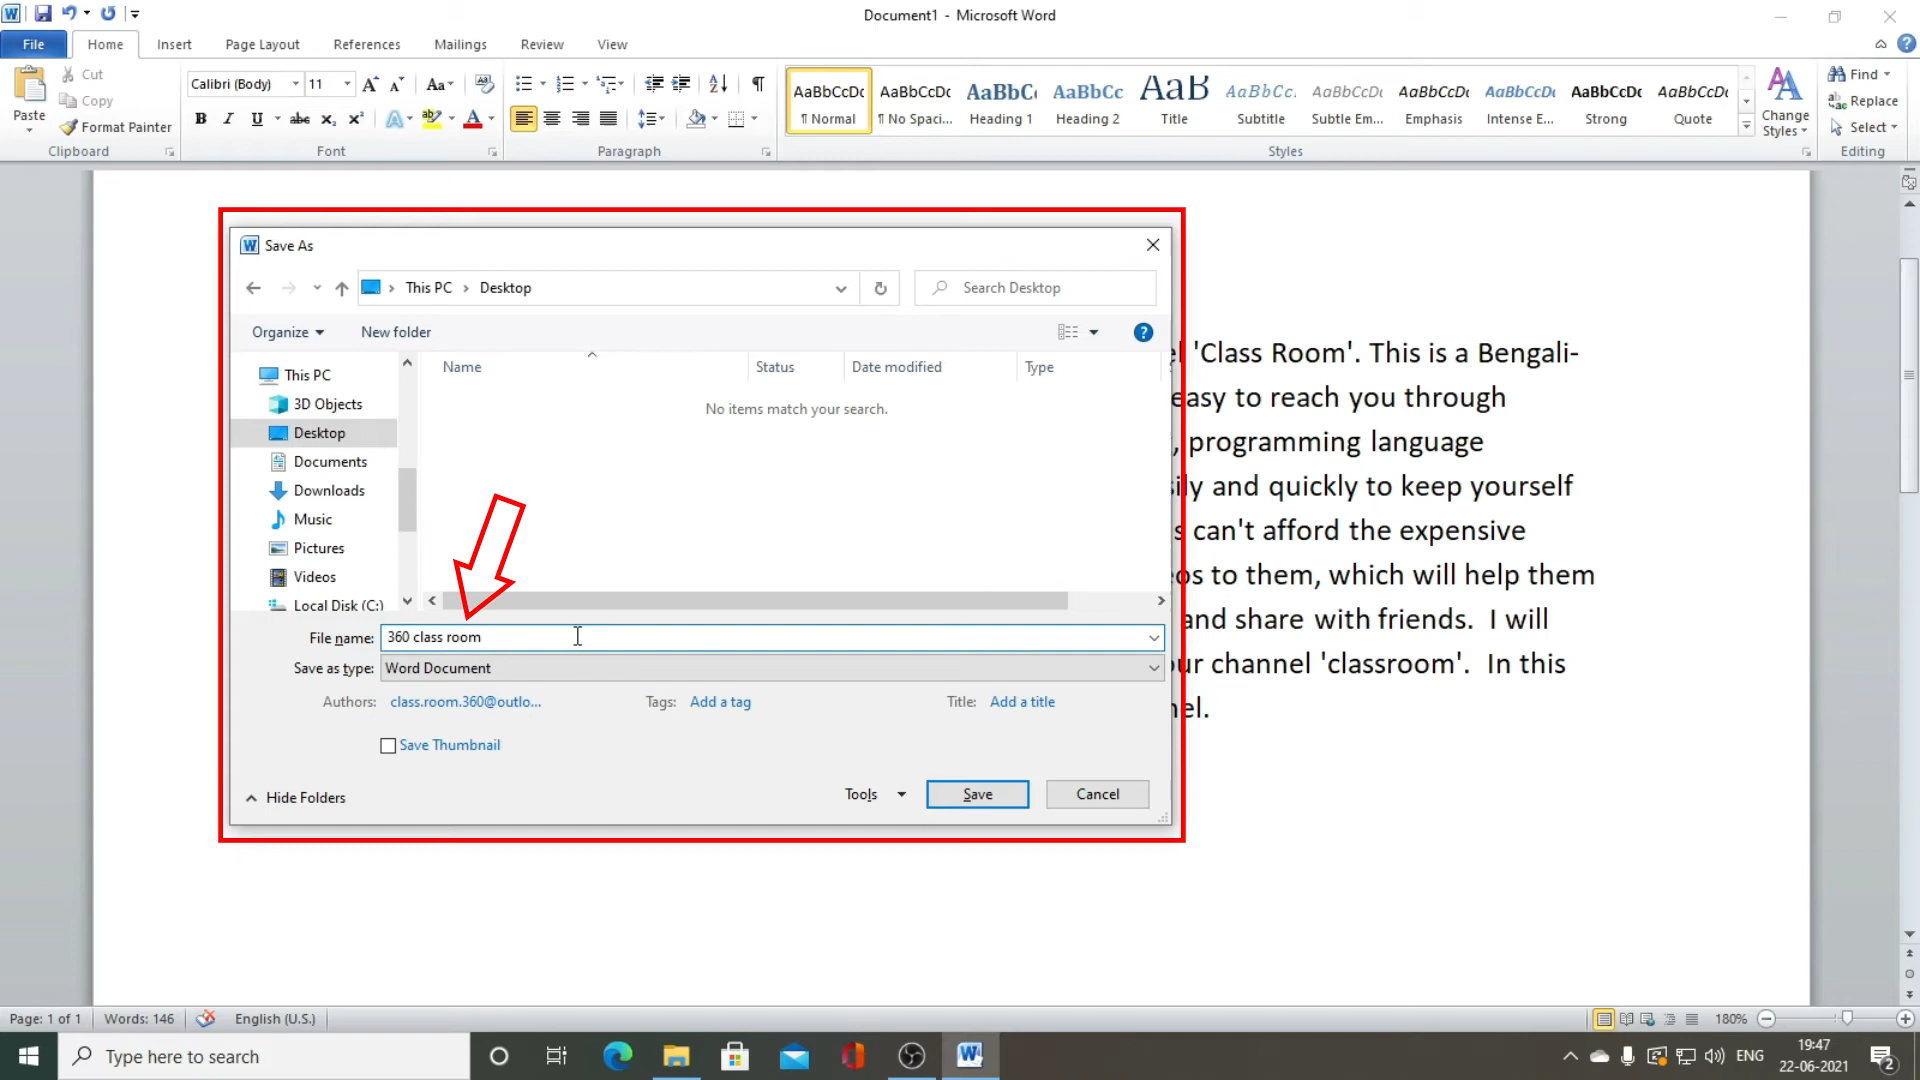 Document1 - Microsoft Word
File Home Insert Page Layout References Mailings Review View
Paste
Cut
Copy
Format Painter
Clipboard
Calibri (Body) 11
Font
Paragraph
AaBbCcDc AaBbCcDc AaBbC AaBbCc AaB AaBbCc. AaBbCcDc AaBbCcDc AaBbCcDc AaBbCcDc AaBbCcDc
¶ Normal ¶ No Spaci... Heading 1 Heading 2 Title Subtitle Subtle Em... Emphasis Intense E... Strong Quote
Styles
Change
Styles
Find
Replace
Select
Editing
Save As
This PC › Desktop
Search Desktop
Organize New folder
Name Status Date modified Type
No items match your search.
This PC
3D Objects
Desktop
Documents
Downloads
Music
Pictures
Videos
Local Disk (C:)
File name: 360 class room
Save as type: Word Document
Authors: class.room.360@outlo... Tags: Add a tag Title: Add a title
Save Thumbnail
Hide Folders
Tools Save Cancel
'Class Room'. This is a Bengali-
easy to reach you through
programming language
and quickly to keep yourself
can't afford the expensive
to them, which will help them
and share with friends. I will
channel 'classroom'. In this
Page: 1 of 1 Words: 146 English (U.S.) 180%
Type here to search
ENG
19:47
22-06-2021
2